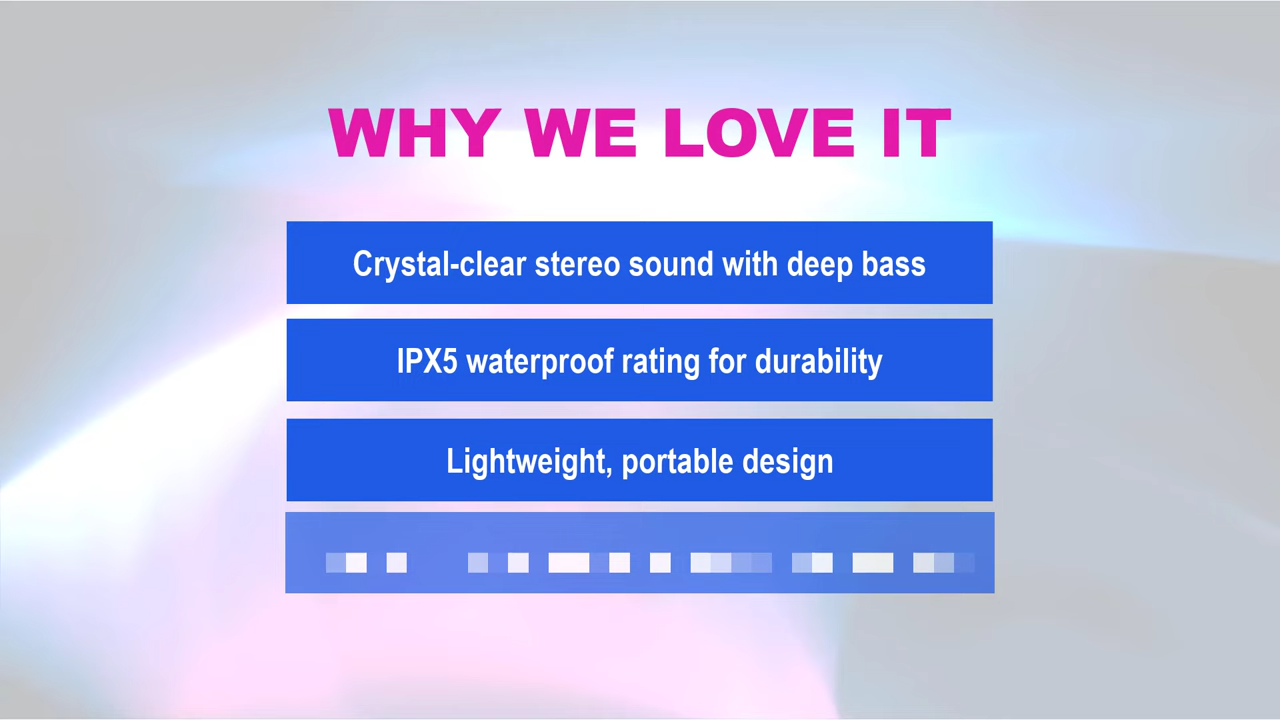 WHY WE LOVE IT
Crystal-clear stereo sound with deep bass
IPX5 waterproof rating for durability
Lightweight, portable design